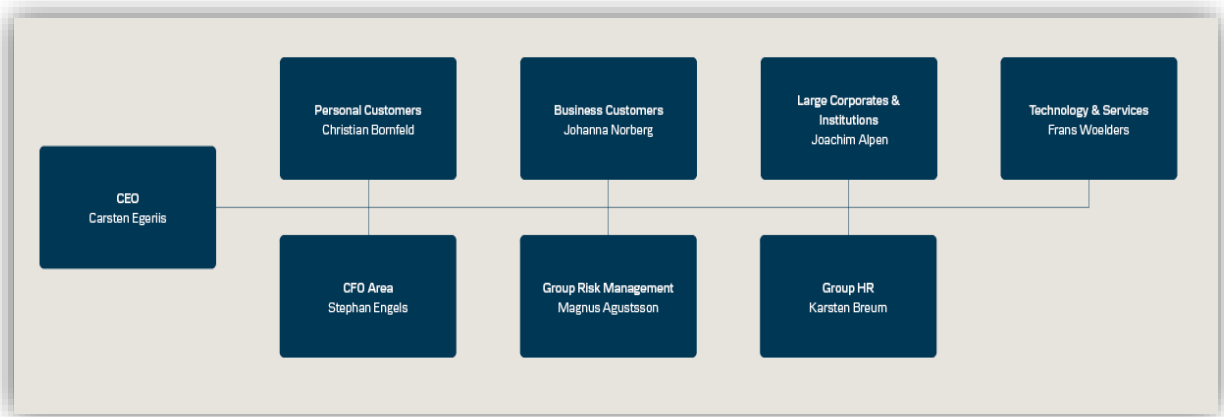 Personal Customers
Christian Bornfeld
Business Customers
Johanna Norberg
Large Corporates &
Institutions
Joachim Alpen
Technology & Services
Frans Woelders
CEO
Carsten Egeriis
CFO Area
Stephan Engels
Group Risk Management
Magnus Agustsson
Group HR
Karsten Breum